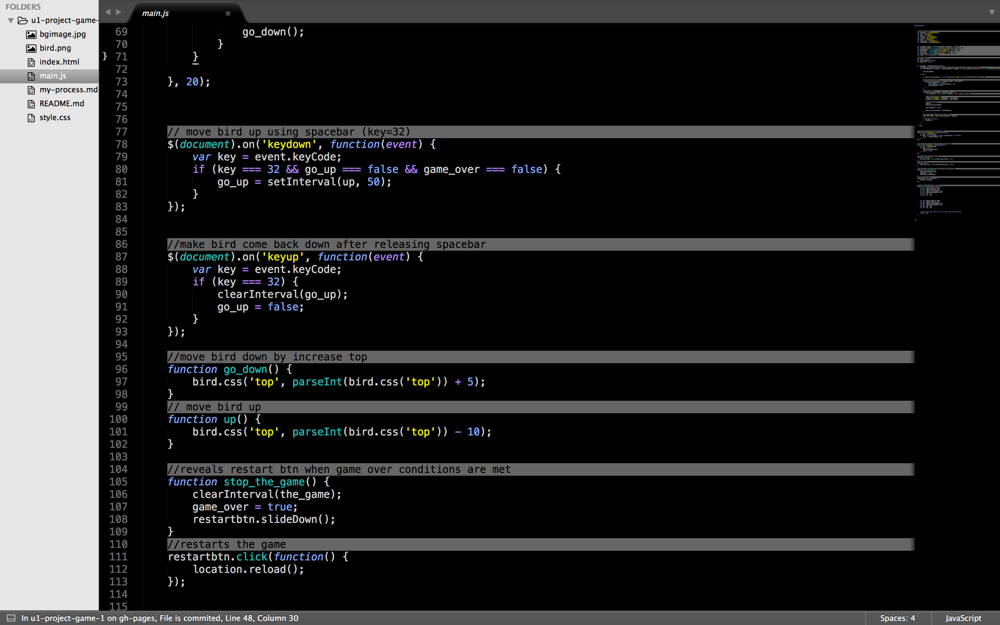 FOLDERS
u1-project-game-
bgimage.jpg
bird.png
index.html
main.js
my-process.md
README.md
style.css
main.js
69 go_down();
70 }
} 71 }
72
73 }, 20);
74
75
76
77 // move bird up using spacebar (key=32)
78 $(document).on('keydown', function(event) {
79 var key = event.keyCode;
80 if (key === 32 && go_up === false && game_over === false) {
81 go_up = setInterval(up, 50);
82 }
83 });
84
85
86 //make bird come back down after releasing spacebar
87 $(document).on('keyup', function(event) {
88 var key = event.keyCode;
89 if (key === 32) {
90 clearInterval(go_up);
91 go_up = false;
92 }
93 });
94
95 //move bird down by increase top
96 function go_down() {
97 bird.css('top', parseInt(bird.css('top')) + 5);
98 }
99 // move bird up
100 function up() {
101 bird.css('top', parseInt(bird.css('top')) - 10);
102 }
103
104 //reveals restart btn when game over conditions are met
105 function stop_the_game() {
106 clearInterval(the_game);
107 game_over = true;
108 restartbtn.slideDown();
109 }
110 //restarts the game
111 restartbtn.click(function() {
112 location.reload();
113 });
114
115
In u1-project-game-1 on gh-pages, File is commited, Line 48, Column 30
Spaces: 4
JavaScript